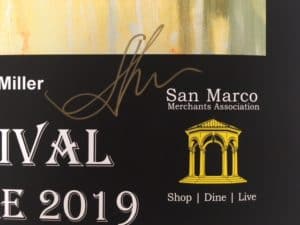 Miller
San Marco
Merchants Association
IVAL
E 2019
Shop | Dine | Live